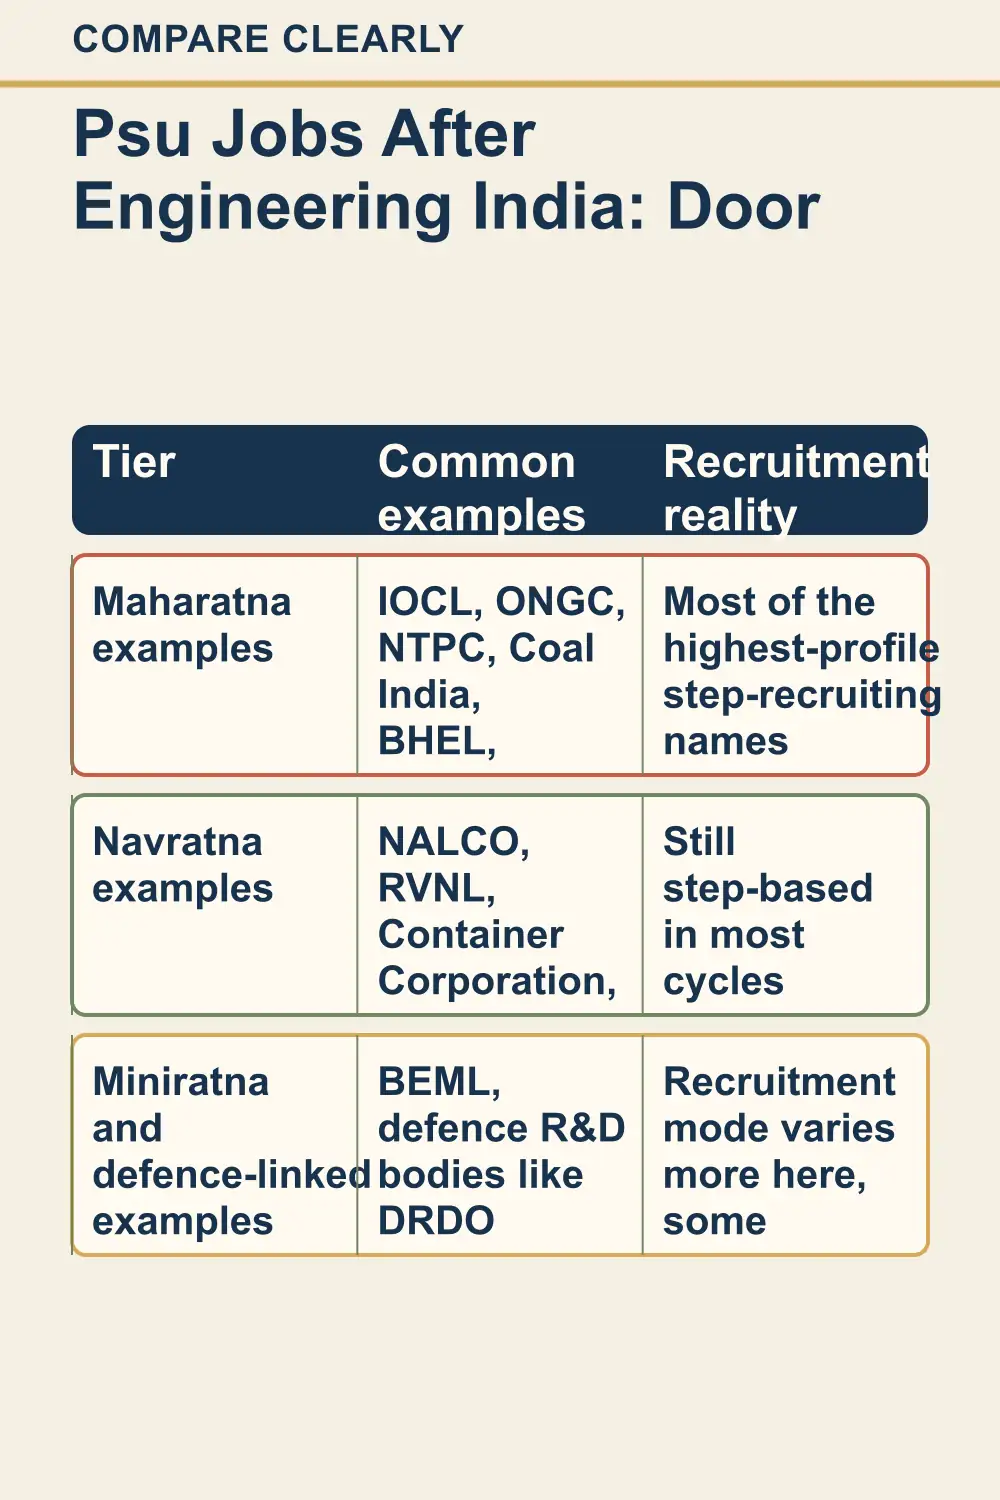 COMPARE CLEARLY
Psu Jobs After
Engineering India: Door
Tier
Common
examples
Recruitment
reality
Maharatna
examples
IOCL, ONGC,
NTPC, Coal
India,
BHEL,
Most of the
highest-profile
step-recruiting
names
Navratna
examples
NALCO,
RVNL,
Container
Corporation,
Still
step-based
in most
cycles
Miniratna
and
defence-linked
examples
BEML,
defence R&D
bodies like
DRDO
Recruitment
mode varies
more here,
some